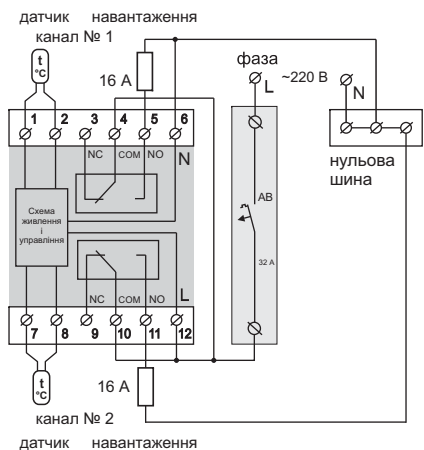 датчик навантаження
канал № 1
t
°C
16 А
фаза
L ~220 В
N
1 2 3 4 5 6
NC COM NO N
нульова
шина
Схема
живлення
і
управління
АВ
32 А
NC COM NO L
7 8 9 10 11 12
t
°C
16 А
канал № 2
датчик навантаження